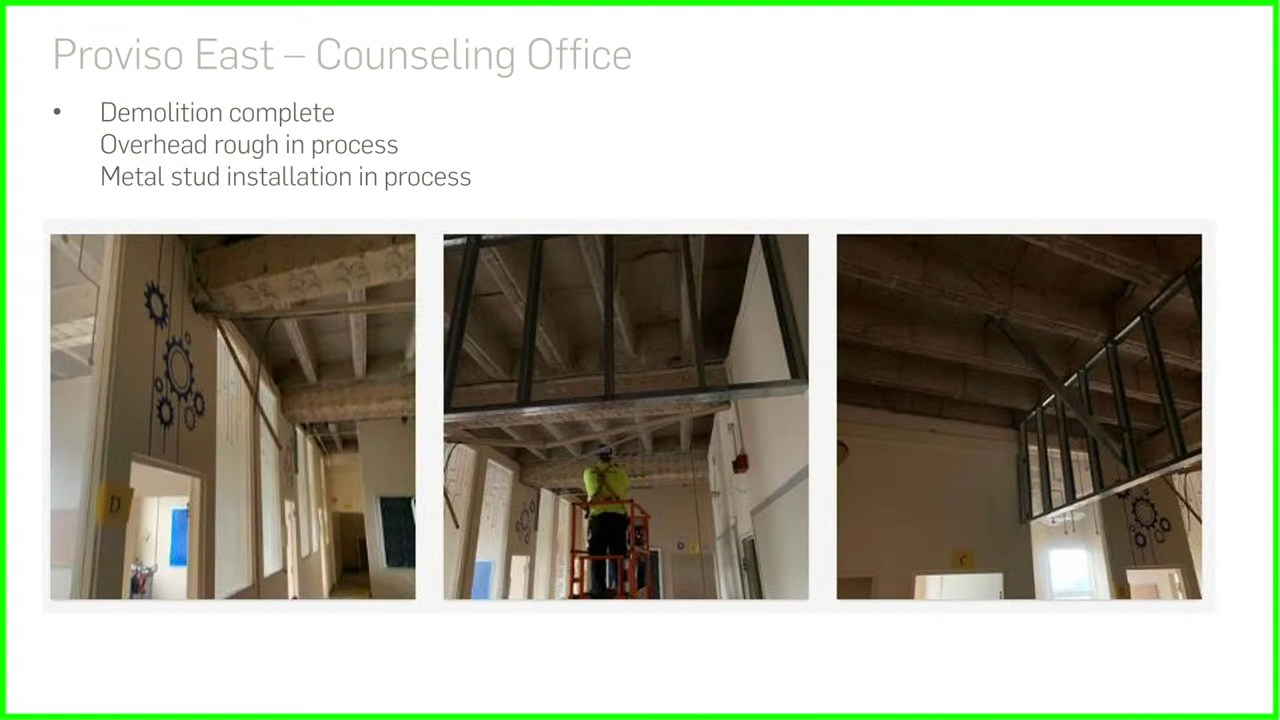 Proviso East – Counseling Office
• Demolition complete
Overhead rough in process
Metal stud installation in process
D
D
C